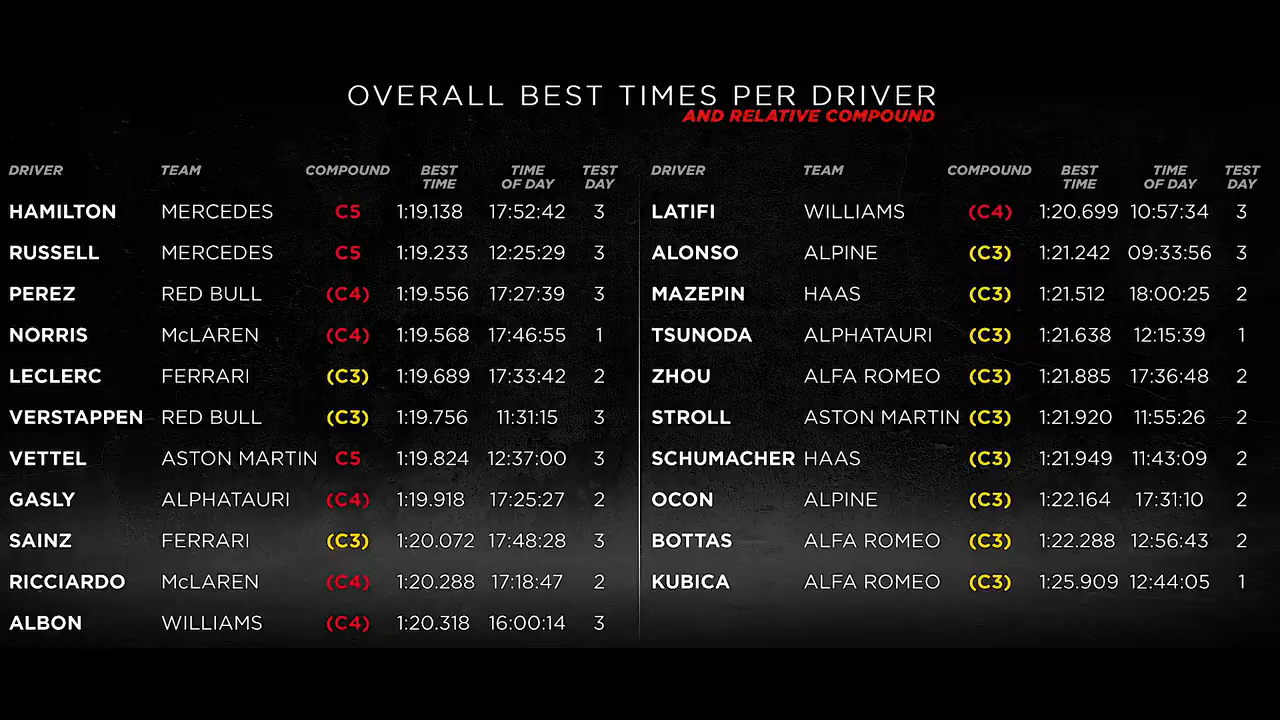 OVERALL BEST TIMES PER DRIVER
AND RELATIVE COMPOUND
DRIVER TEAM COMPOUND BEST TIME TIME OF DAY TEST DAY
HAMILTON MERCEDES C5 1:19.138 17:52:42 3
RUSSELL MERCEDES C5 1:19.233 12:25:29 3
PEREZ RED BULL (C4) 1:19.556 17:27:39 3
NORRIS McLAREN (C4) 1:19.568 17:46:55 1
LECLERC FERRARI (C3) 1:19.689 17:33:42 2
VERSTAPPEN RED BULL (C3) 1:19.756 11:31:15 3
VETTEL ASTON MARTIN C5 1:19.824 12:37:00 3
GASLY ALPHATAURI (C4) 1:19.918 17:25:27 2
SAINZ FERRARI (C3) 1:20.072 17:48:28 3
RICCIARDO McLAREN (C4) 1:20.288 17:18:47 2
ALBON WILLIAMS (C4) 1:20.318 16:00:14 3
DRIVER TEAM COMPOUND BEST TIME TIME OF DAY TEST DAY
LATIFI WILLIAMS (C4) 1:20.699 10:57:34 3
ALONSO ALPINE (C3) 1:21.242 09:33:56 3
MAZEPIN HAAS (C3) 1:21.512 18:00:25 2
TSUNODA ALPHATAURI (C3) 1:21.638 12:15:39 1
ZHOU ALFA ROMEO (C3) 1:21.885 17:36:48 2
STROLL ASTON MARTIN (C3) 1:21.920 11:55:26 2
SCHUMACHER HAAS (C3) 1:21.949 11:43:09 2
OCON ALPINE (C3) 1:22.164 17:31:10 2
BOTTAS ALFA ROMEO (C3) 1:22.288 12:56:43 2
KUBICA ALFA ROMEO (C3) 1:25.909 12:44:05 1